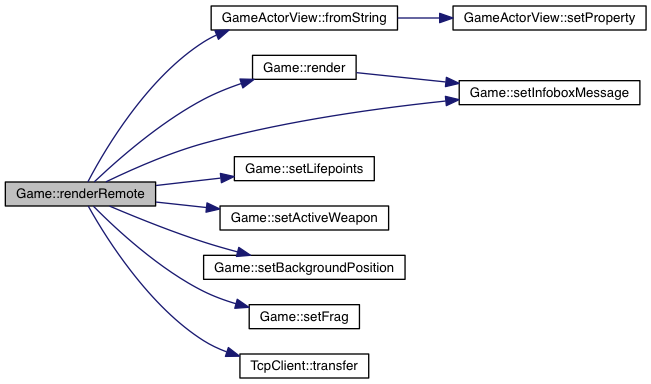 GameActorView::fromString
GameActorView::setProperty
Game::render
Game::setInfoboxMessage
Game::setLifepoints
Game::renderRemote
Game::setActiveWeapon
Game::setBackgroundPosition
Game::setFrag
TcpClient::transfer